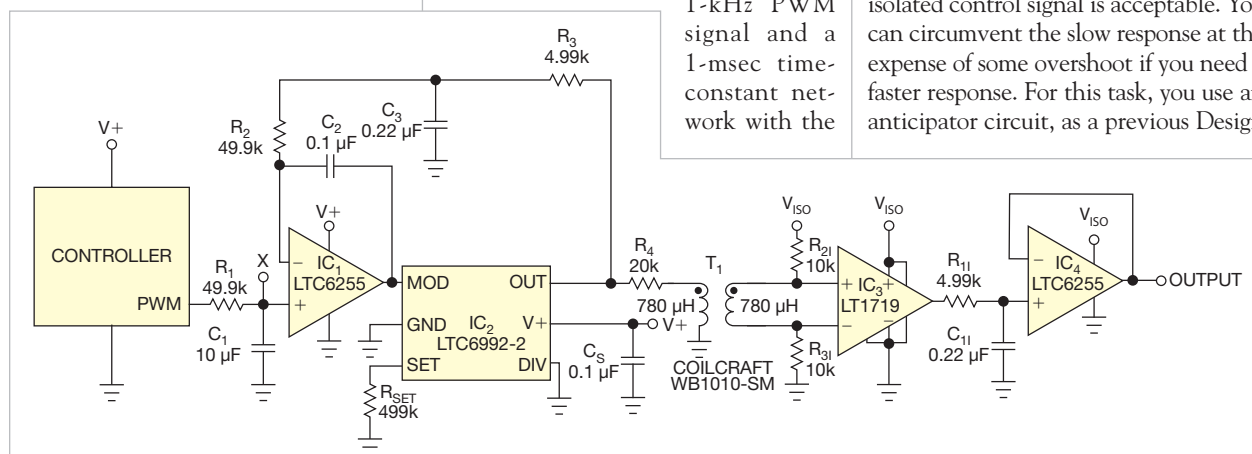 1-kHz PWM
signal and a
1-msec time-
constant net-
work with the
isolated control signal is acceptable. Yo
can circumvent the slow response at th
expense of some overshoot if you need
faster response. For this task, you use a
anticipator circuit, as a previous Desig
R3
4.99k
C3
0.22 µF
R2
49.9k
C2
0.1 µF
V+
CONTROLLER
PWM
R1
49.9k
X
C1
10 µF
V+
−
+
IC1
LTC6255
MOD
OUT
GND
V+
SET
DIV
IC2
LTC6992-2
RSET
499k
V+
CS
0.1 µF
R4
20k
T1
780 µH
780 µH
COILCRAFT
WB1010-SM
VISO
R2I
10k
R3I
10k
VISO
+
−
+
−
IC3
LT1719
R1I
4.99k
C1I
0.22 µF
VISO
−
+
IC4
LTC6255
OUTPUT